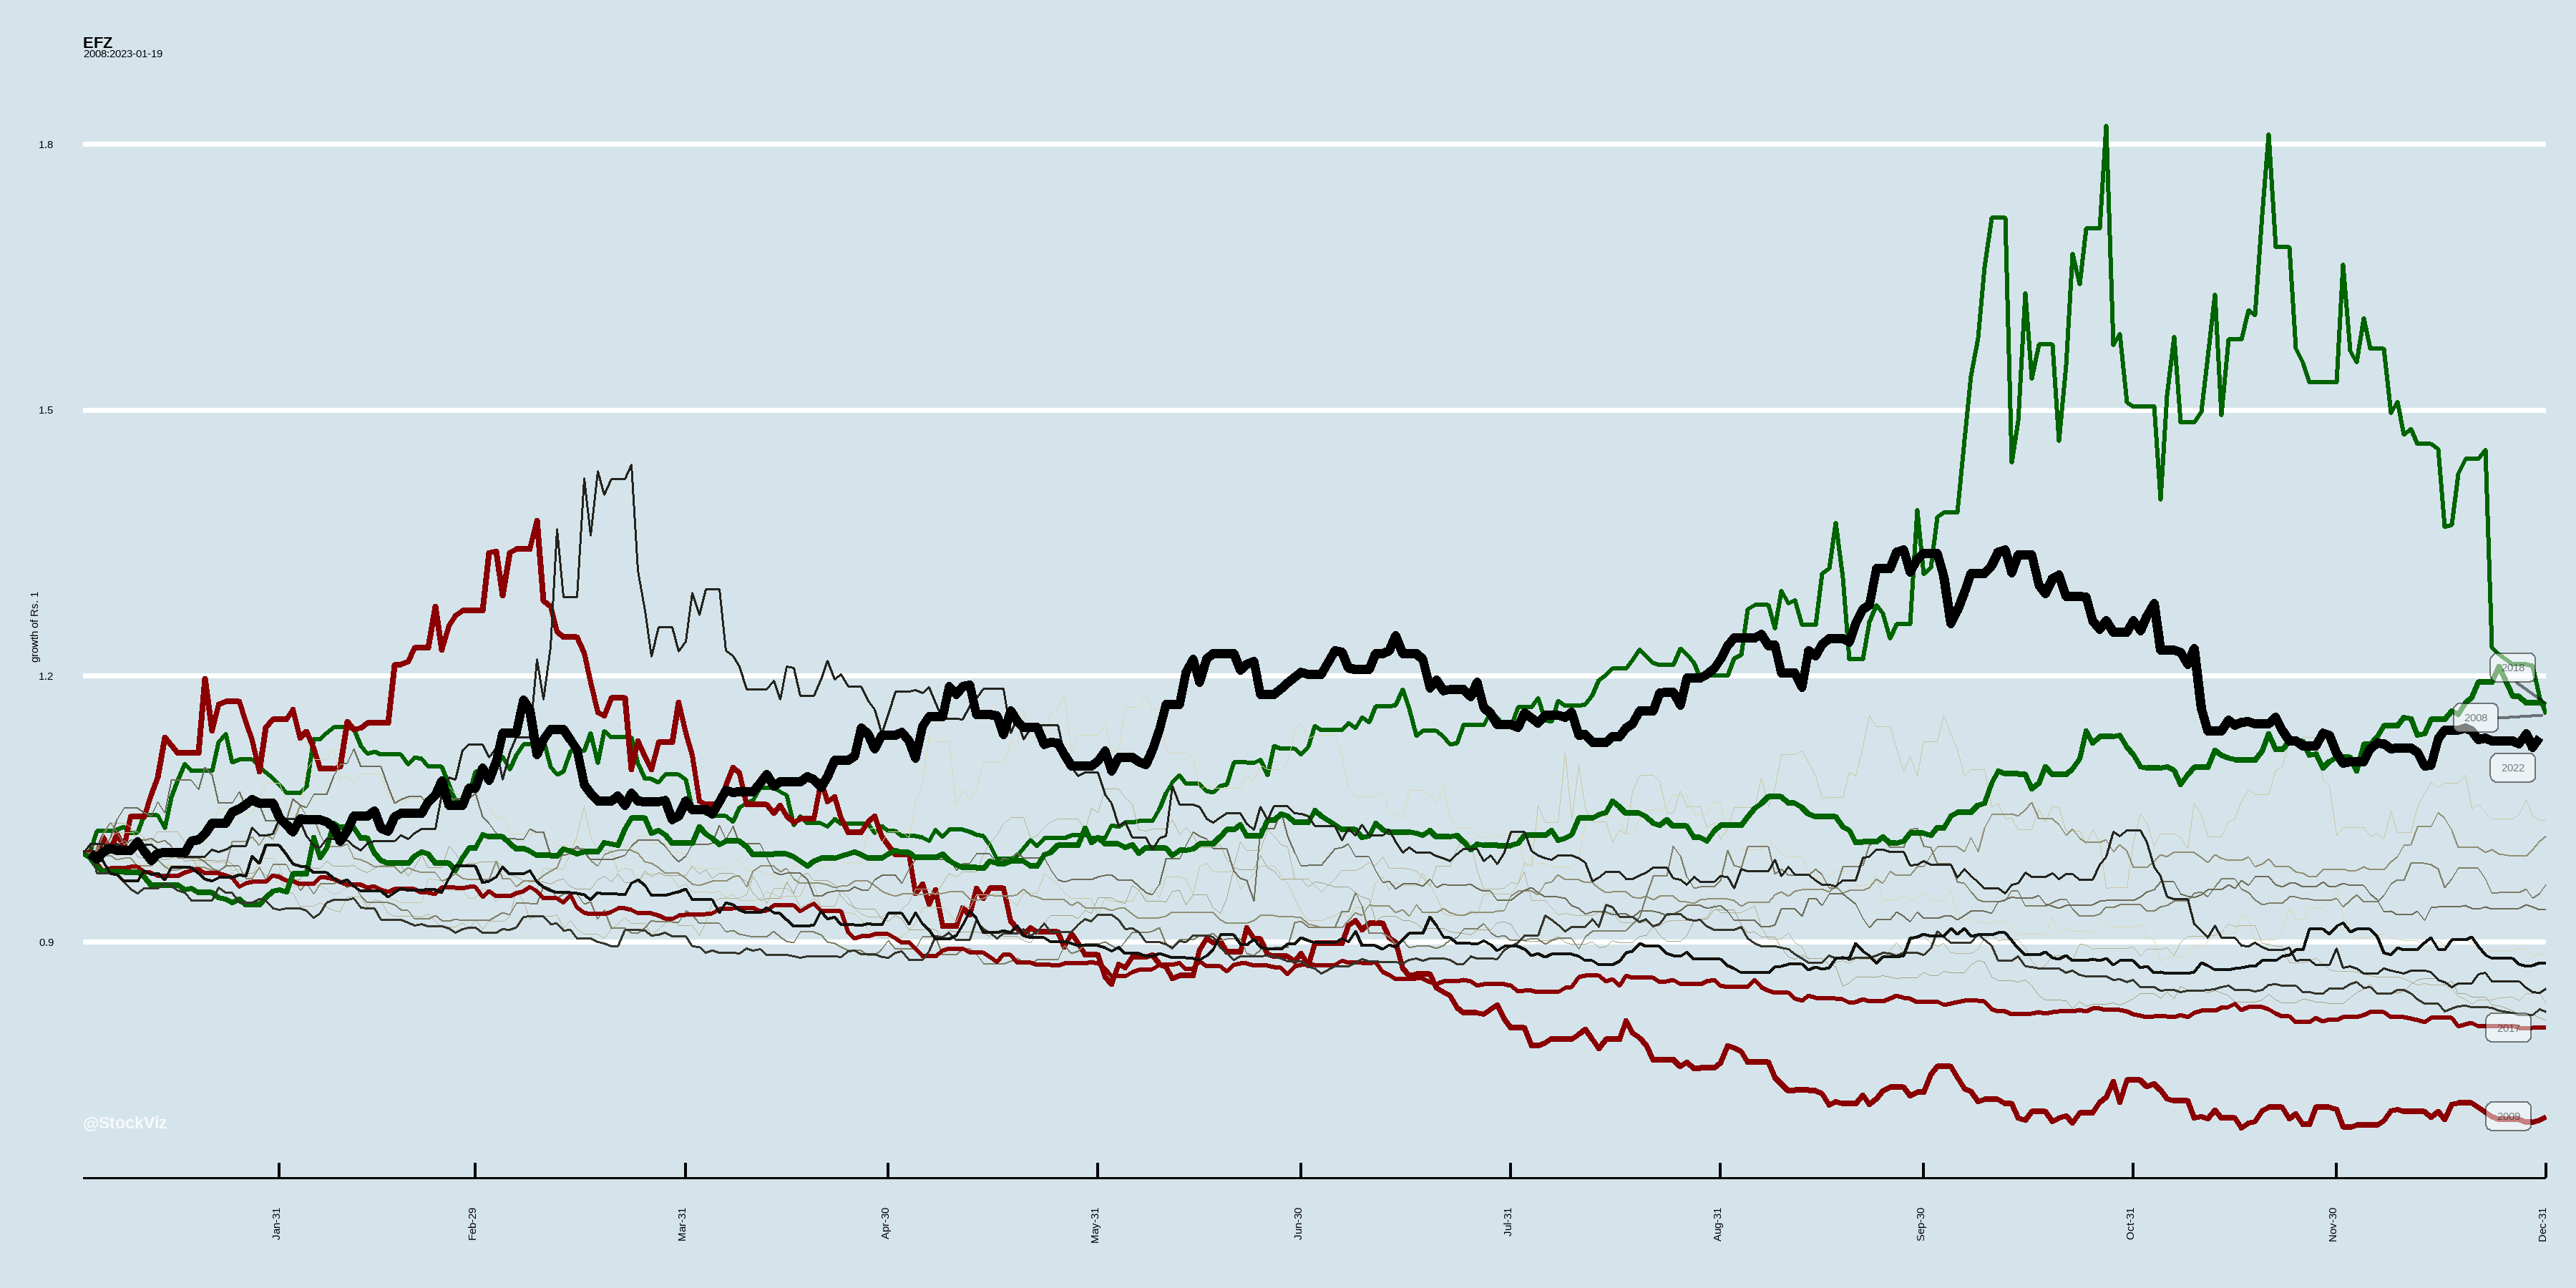 EFZ
2008:2023-01-19
1.8
1.5
1.2
0.9
growth of Rs. 1
2018
2008
2022
2017
2009
@StockViz
Jan-31
Feb-29
Mar-31
Apr-30
May-31
Jun-30
Jul-31
Aug-31
Sep-30
Oct-31
Nov-30
Dec-31